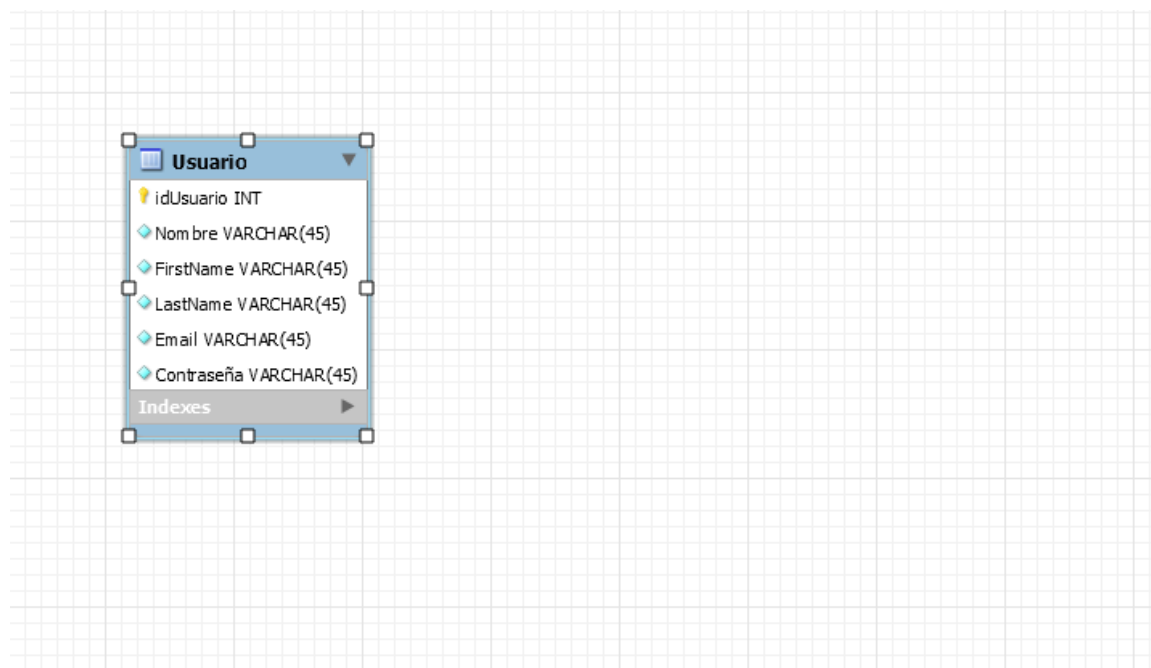 Usuario
idUsuario INT
Nombre VARCHAR(45)
FirstName VARCHAR(45)
LastName VARCHAR(45)
Email VARCHAR(45)
Contraseña VARCHAR(45)
Indexes